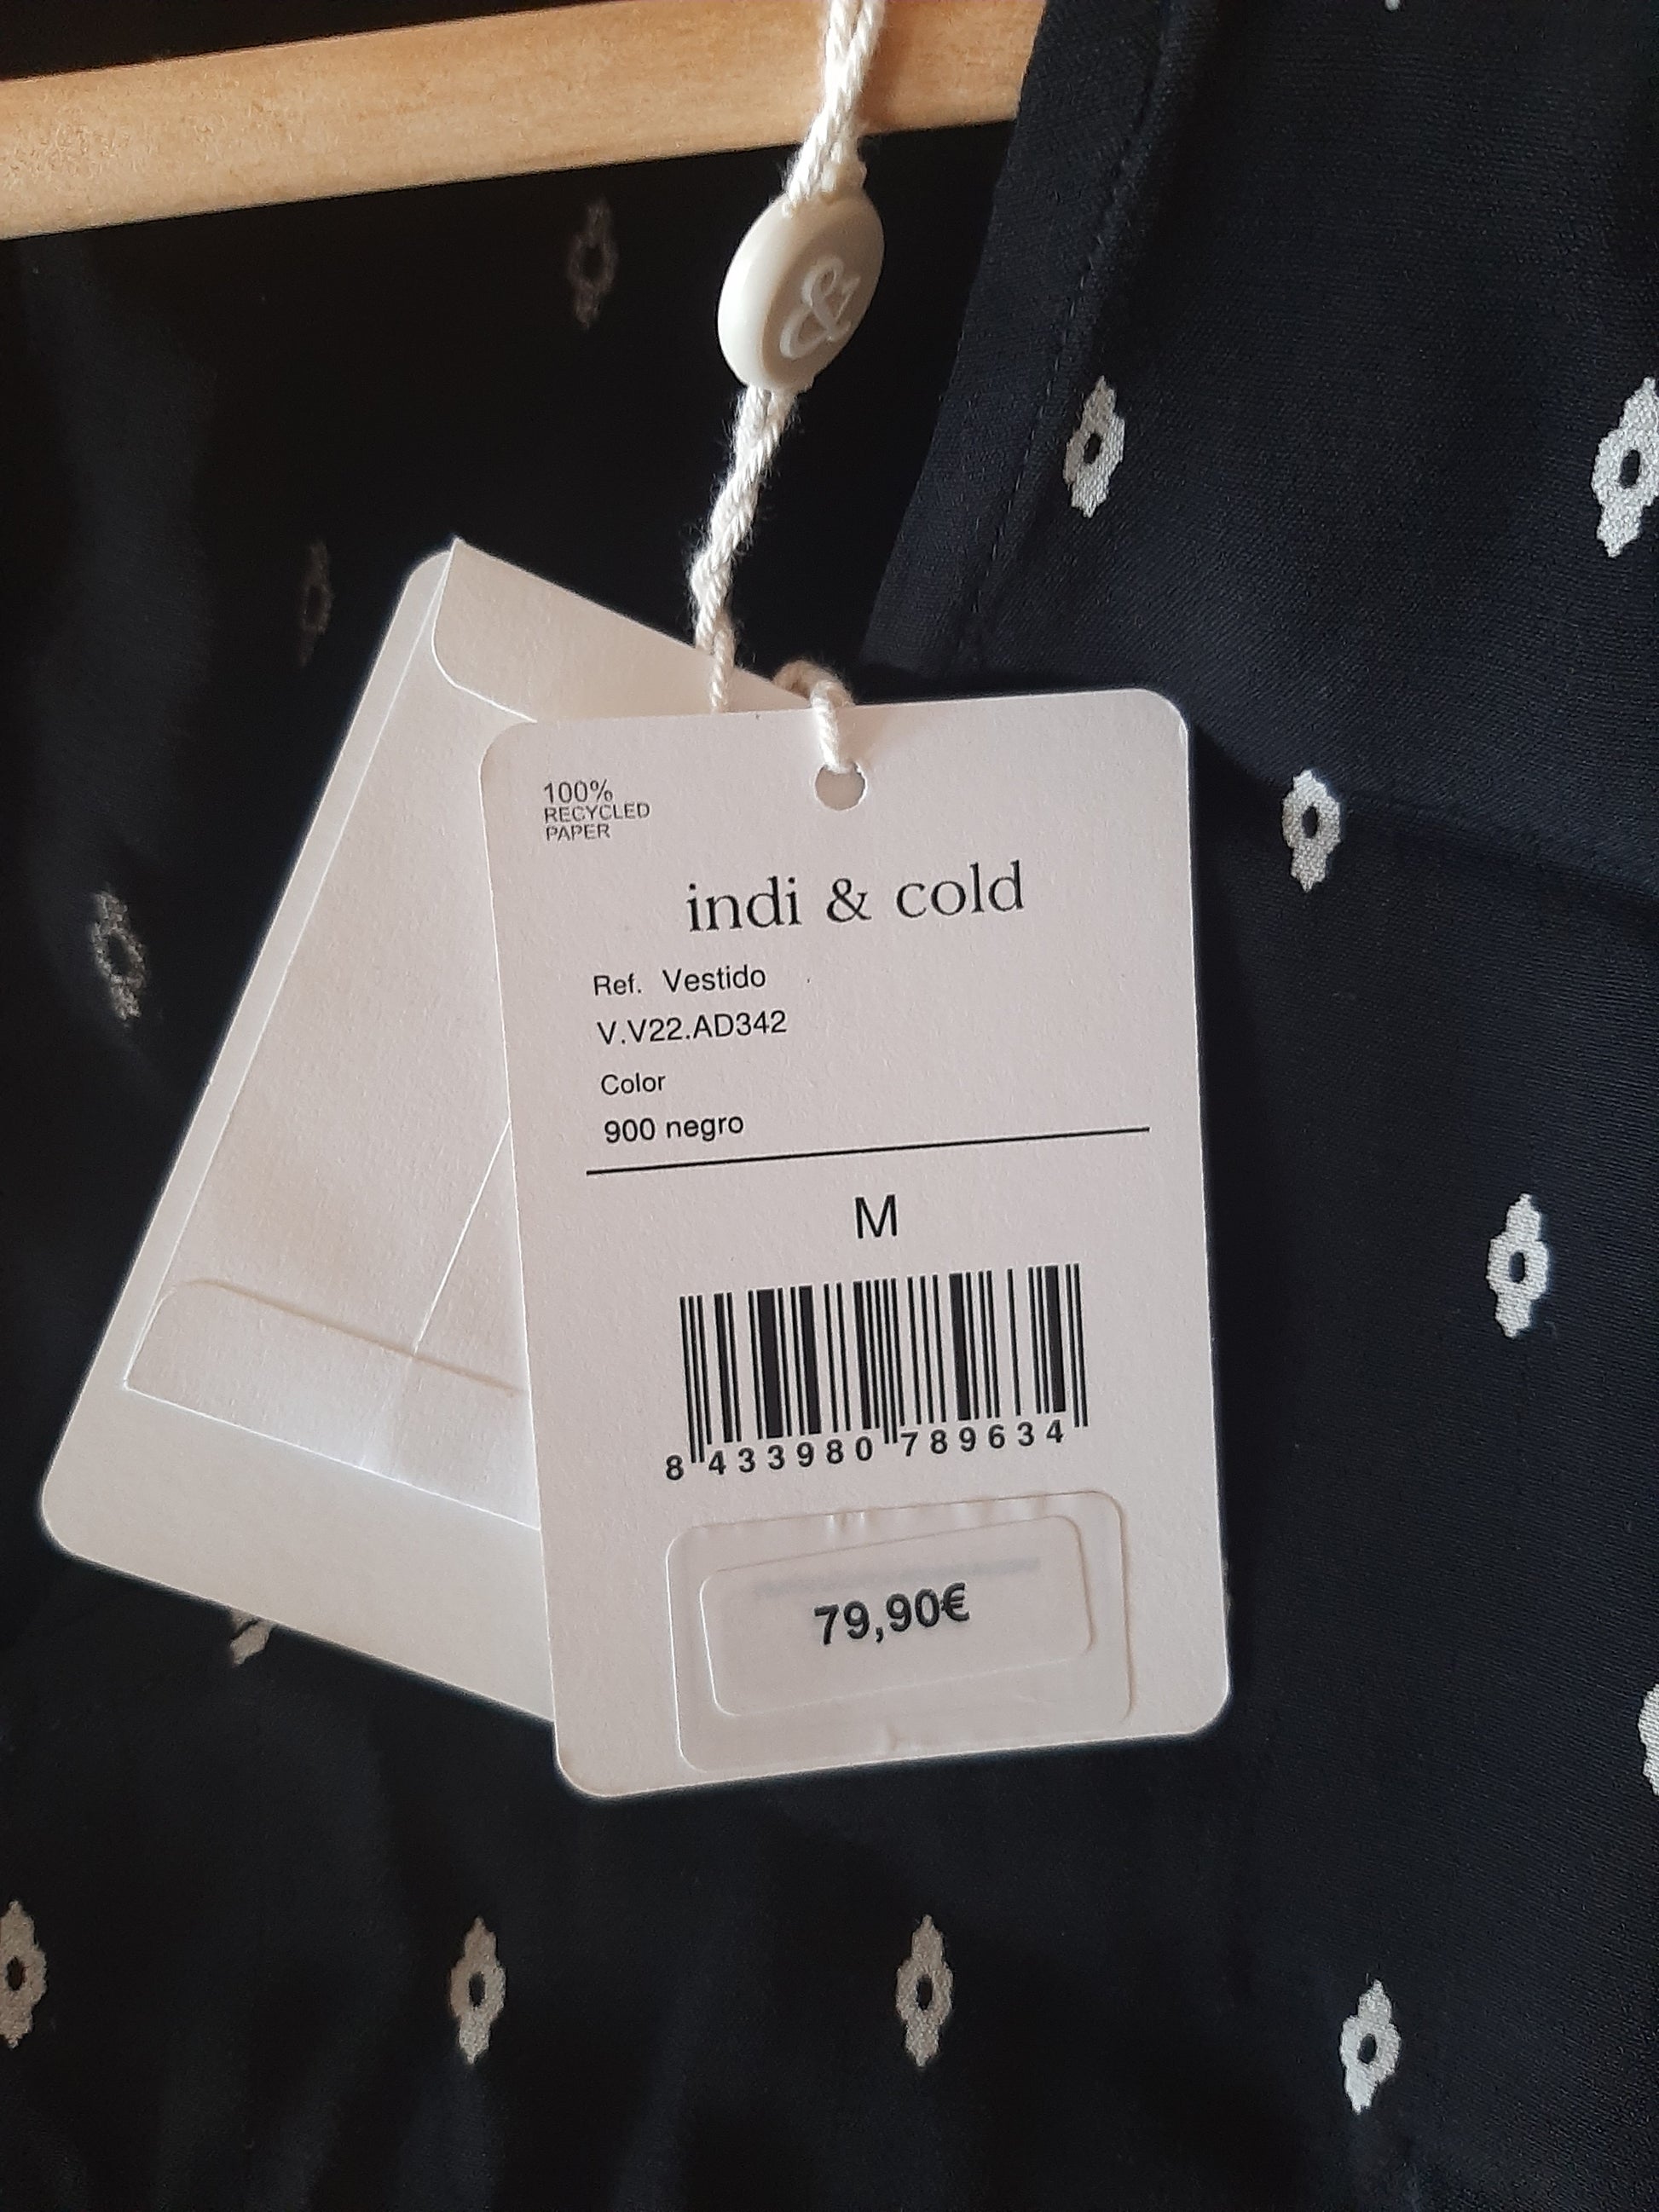 &
100%
RECYCLED
PAPER
indi & cold
Ref. Vestido
V.V22.AD342
Color
900 negro
M
8 433980 789634
79,90€